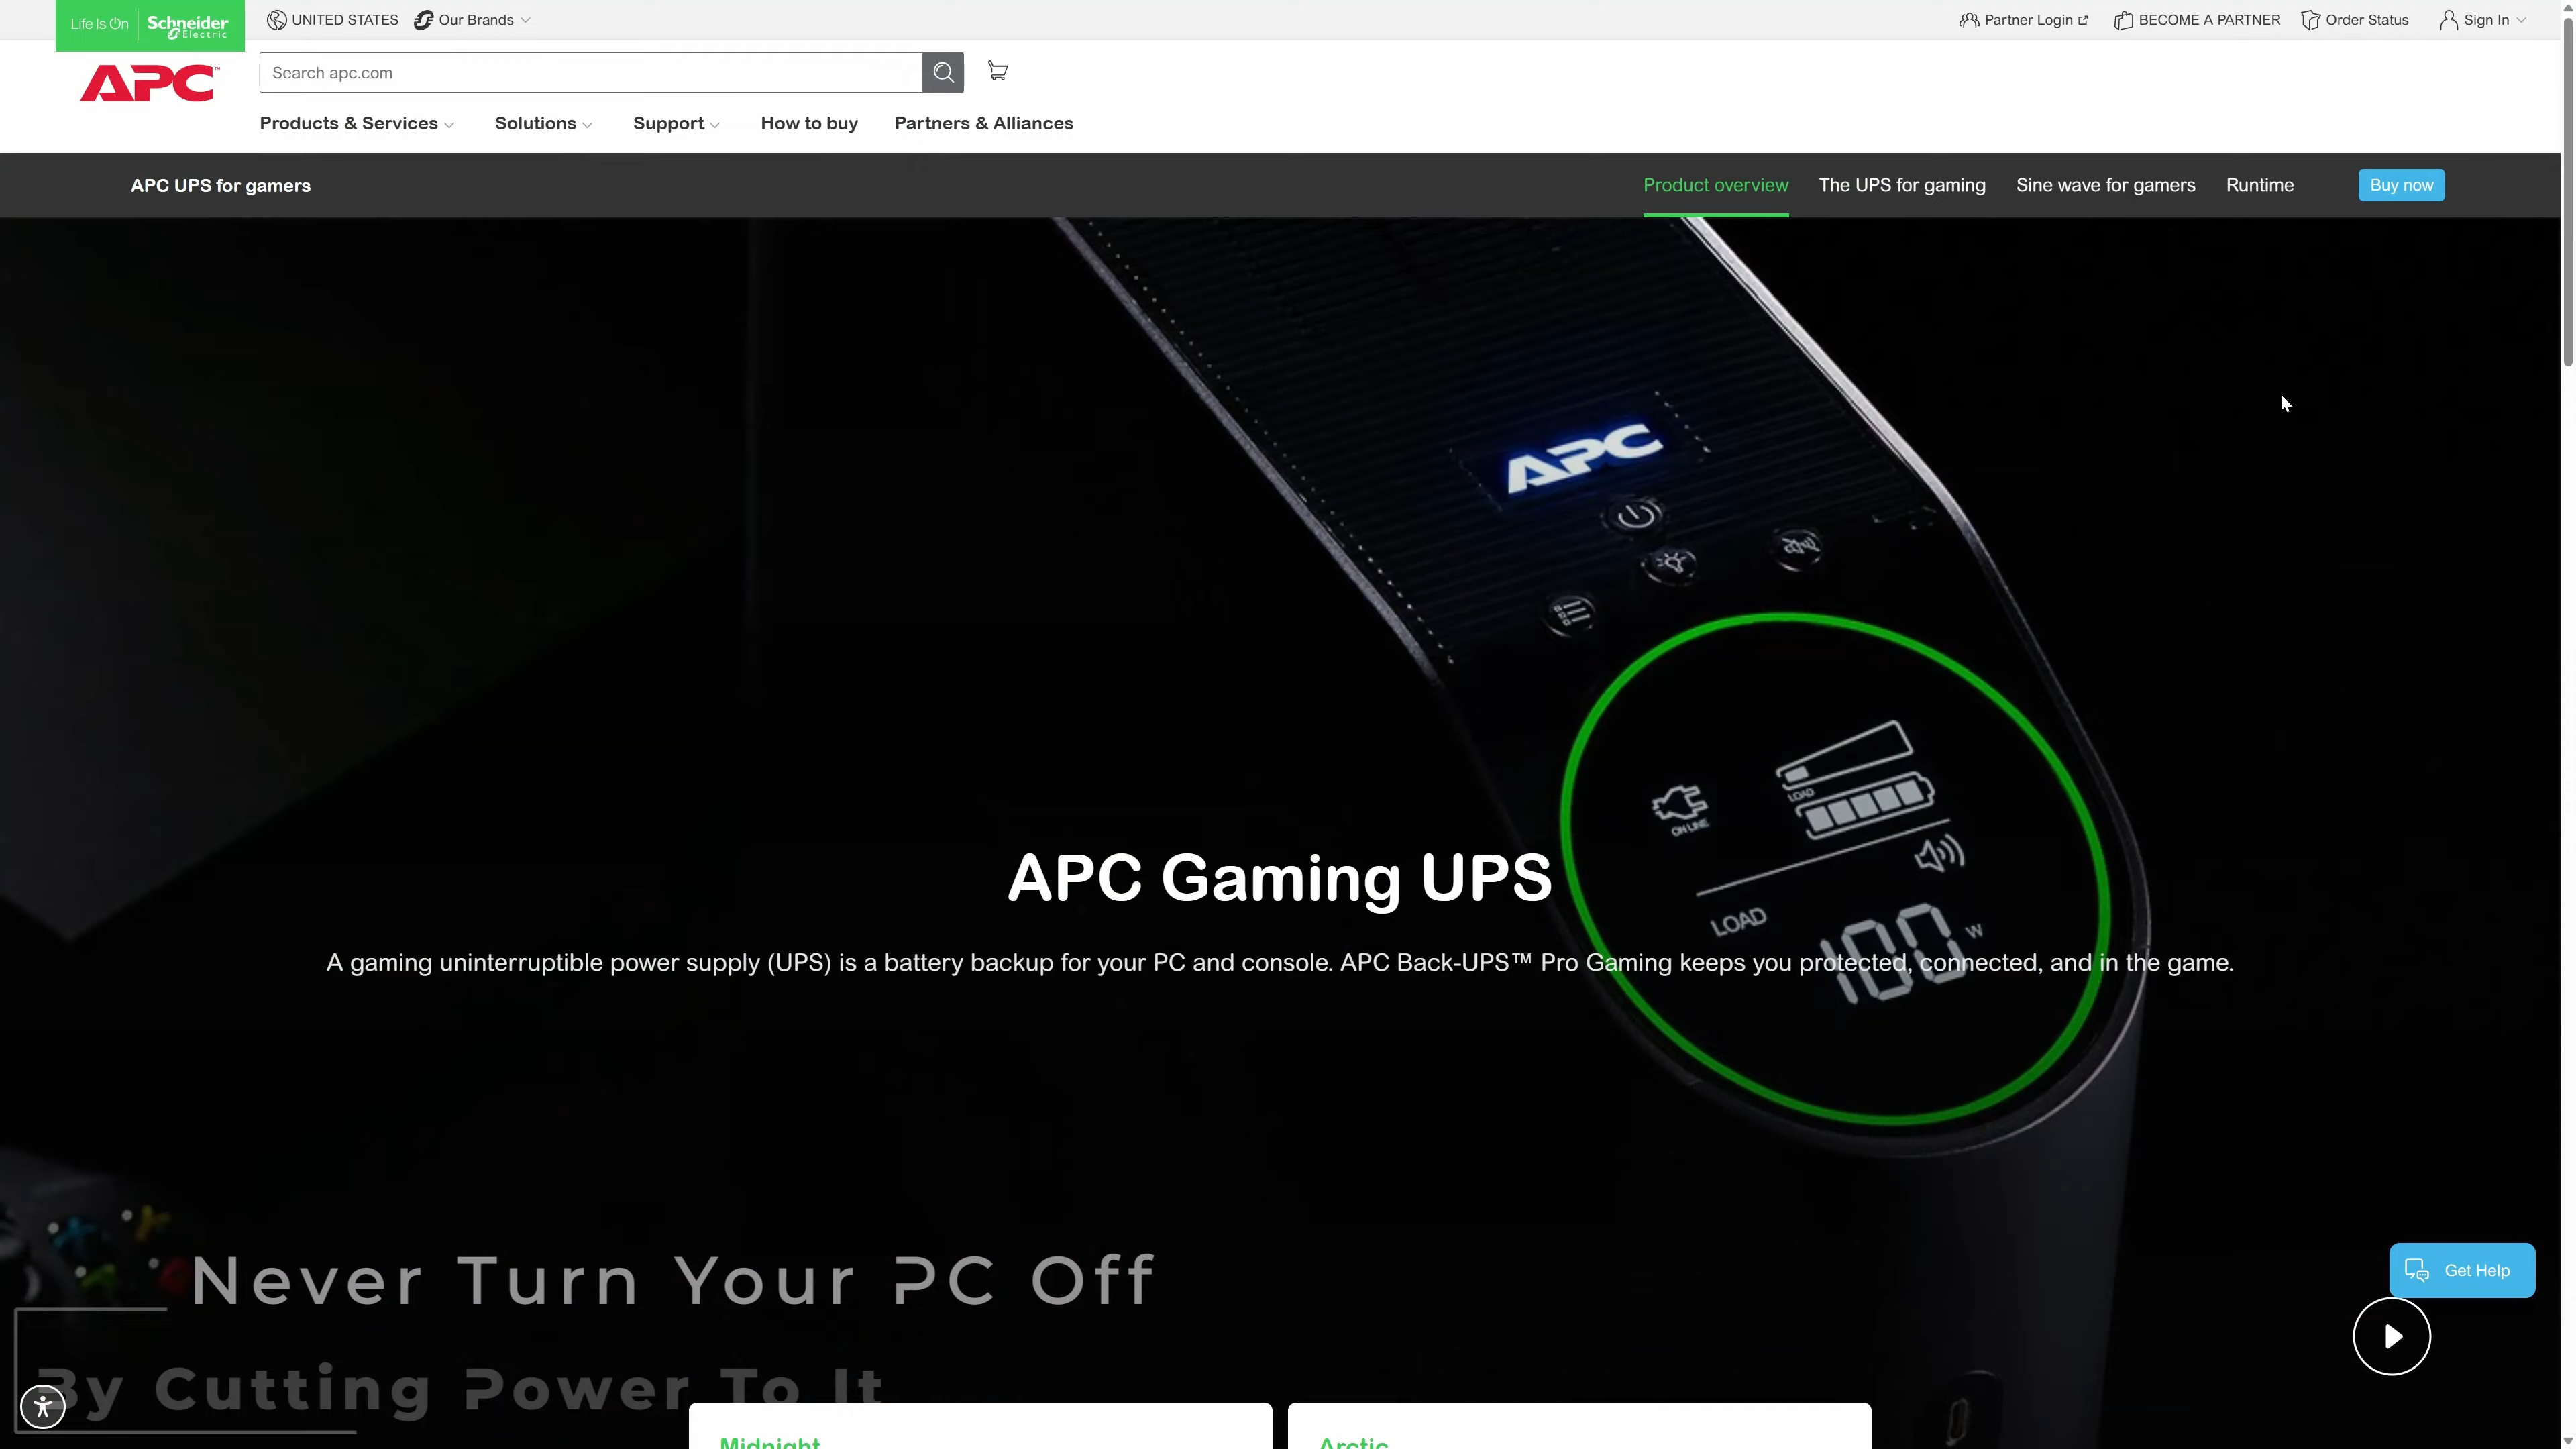 Life Is On | Schneider Electric
UNITED STATES
Our Brands
Partner Login
BECOME A PARTNER
Order Status
Sign In
APC™
Search apc.com
Products & Services
Solutions
Support
How to buy
Partners & Alliances
APC UPS for gamers
Product overview
The UPS for gaming
Sine wave for gamers
Runtime
Buy now
APC
LOAD
ON LINE
APC Gaming UPS
LOAD
100 W
A gaming uninterruptible power supply (UPS) is a battery backup for your PC and console. APC Back-UPS™ Pro Gaming keeps you protected, connected, and in the game.
Never Turn Your PC Off
By Cutting Power To It
Get Help
Midnight
Arctic